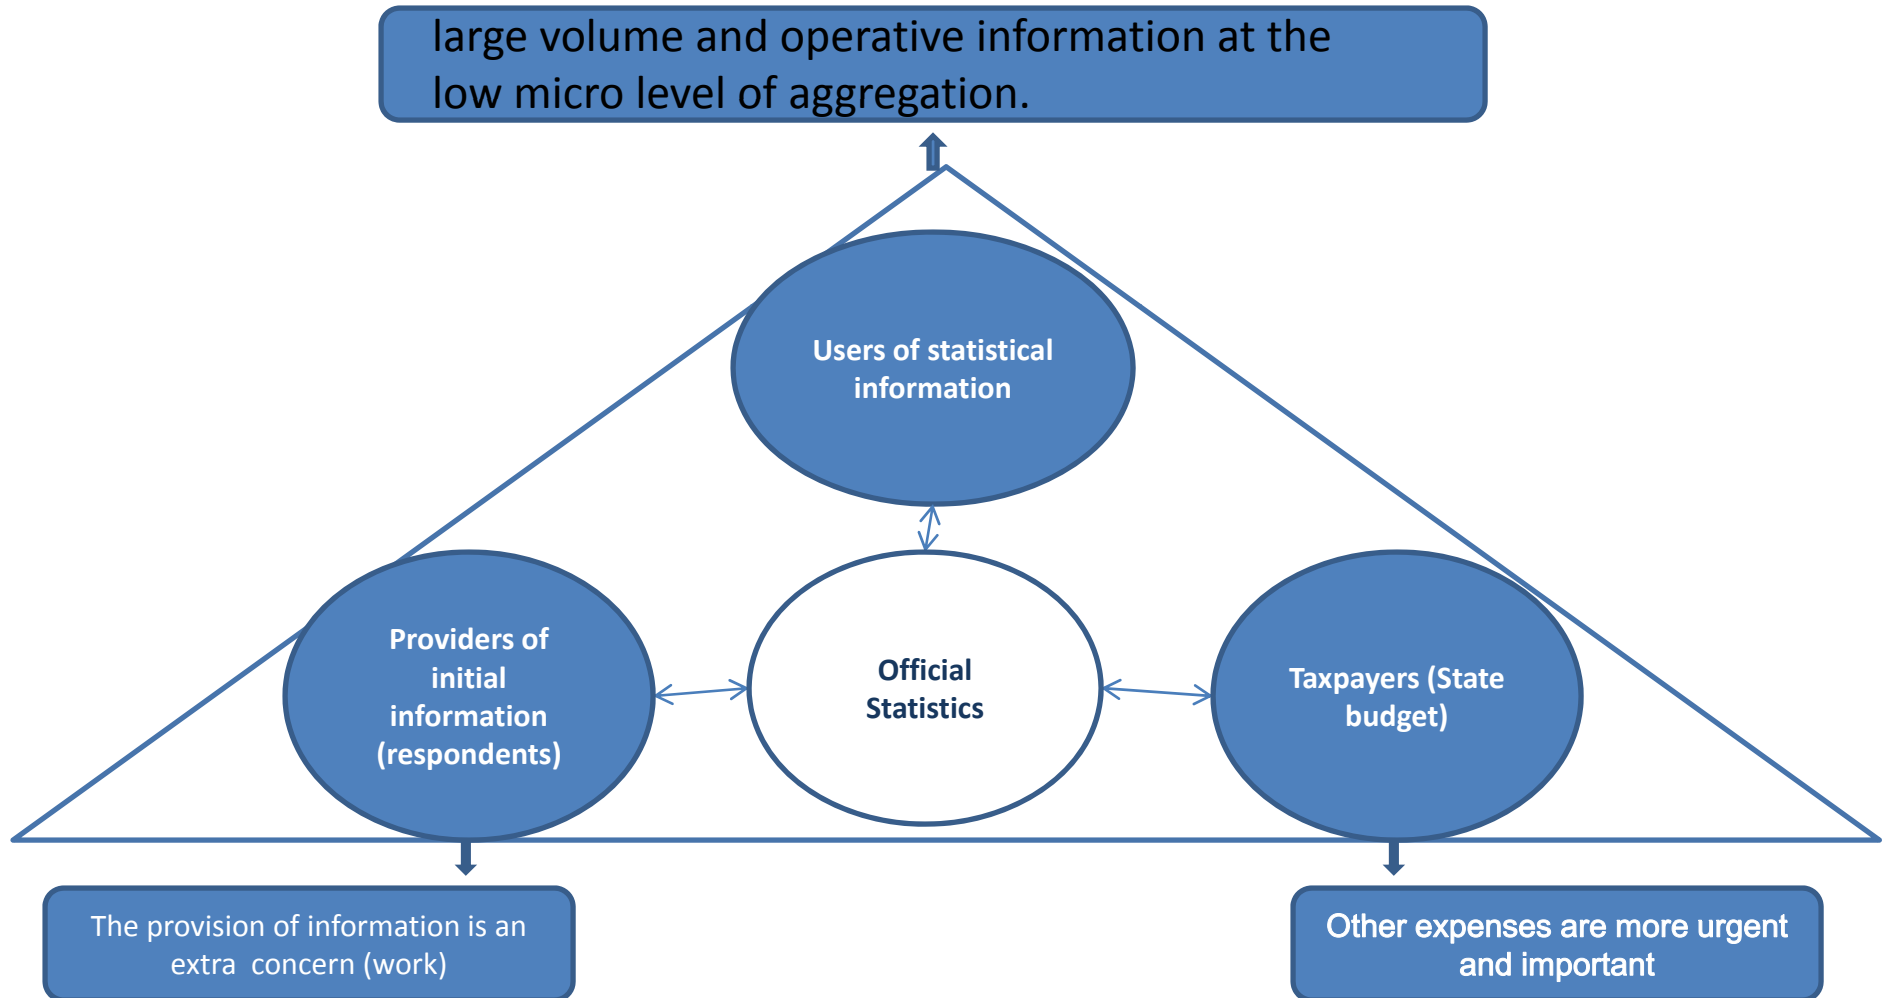 large volume and operative information at the
low micro level of aggregation.
Users of statistical
information
Providers of
initial
information
(respondents)
Official
Statistics
Taxpayers (State
budget)
The provision of information is an
extra concern (work)
Other expenses are more urgent
and important